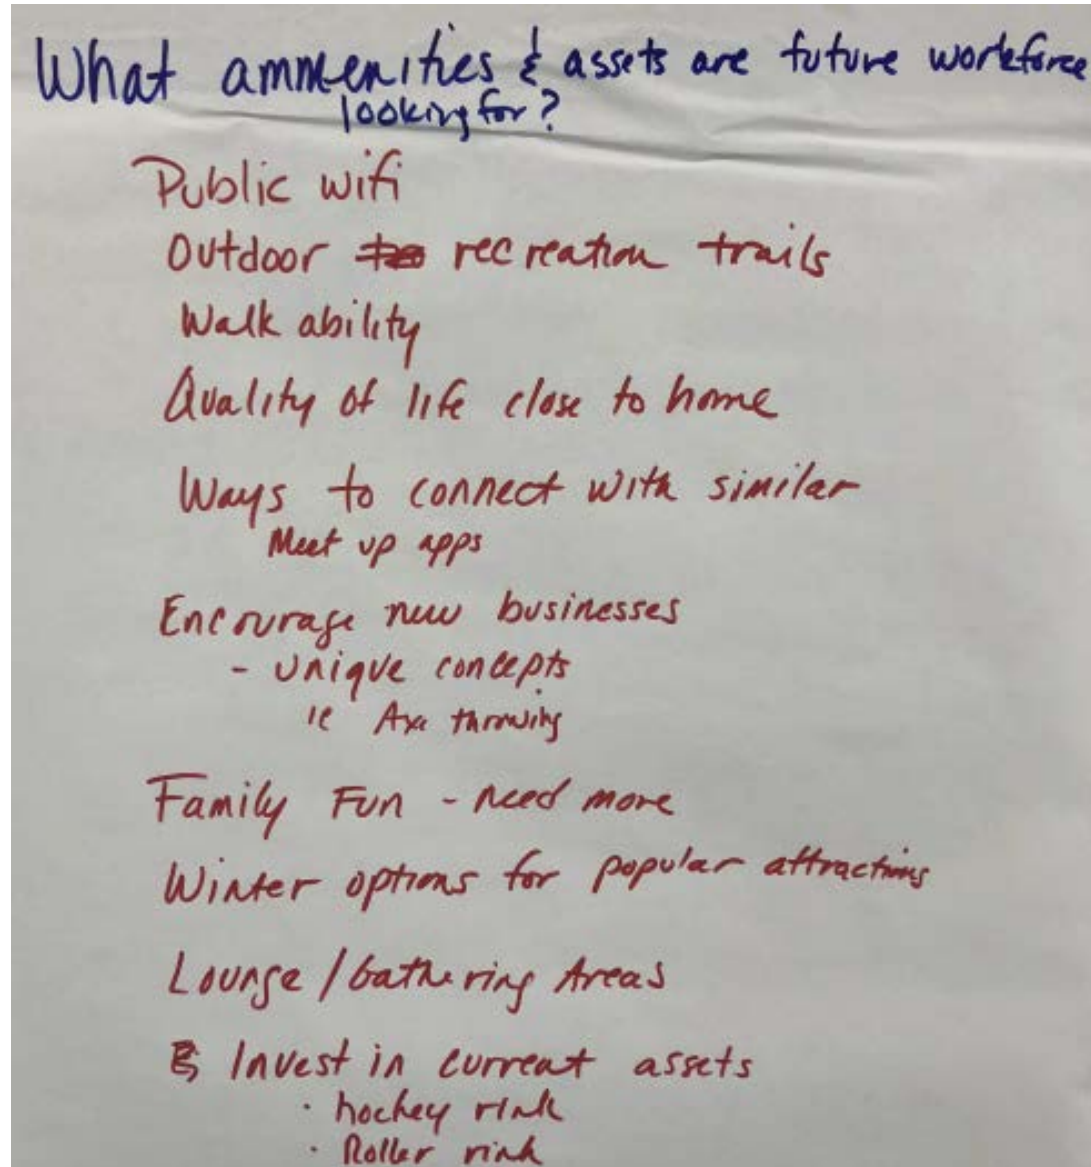 What ammenities & assets are future workforce
looking for?
Public wifi
Outdoor recreation trails
Walk ability
Quality of life close to home
Ways to connect with similar
Meet up apps
Encourage new businesses
- unique concepts
ie Axe throwing
Family Fun - need more
Winter options for popular attractions
Lounge / Gathering Areas
Invest in current assets
· hockey rink
· Roller rink